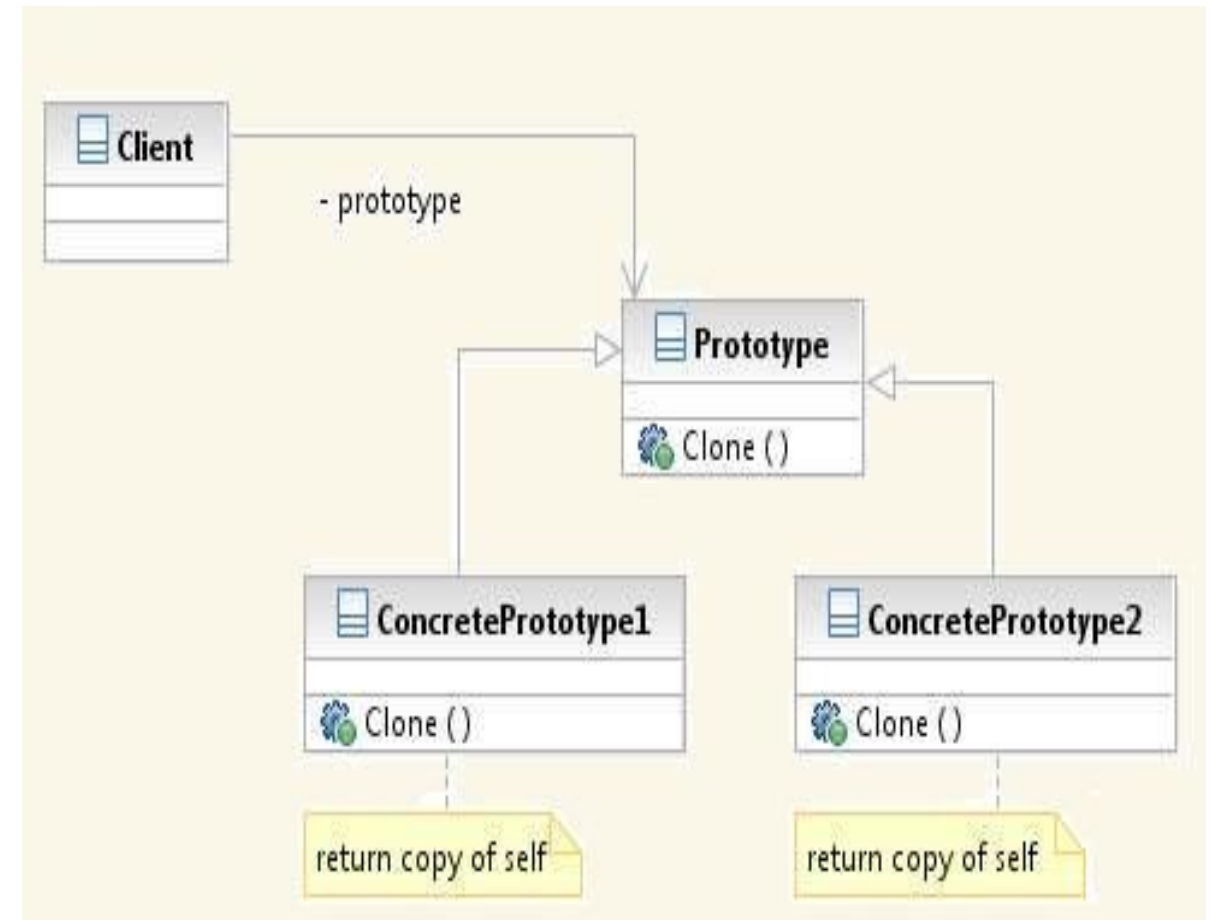 Client
- prototype
Prototype
Clone ( )
ConcretePrototype1
Clone ( )
ConcretePrototype2
Clone ( )
return copy of self
return copy of self